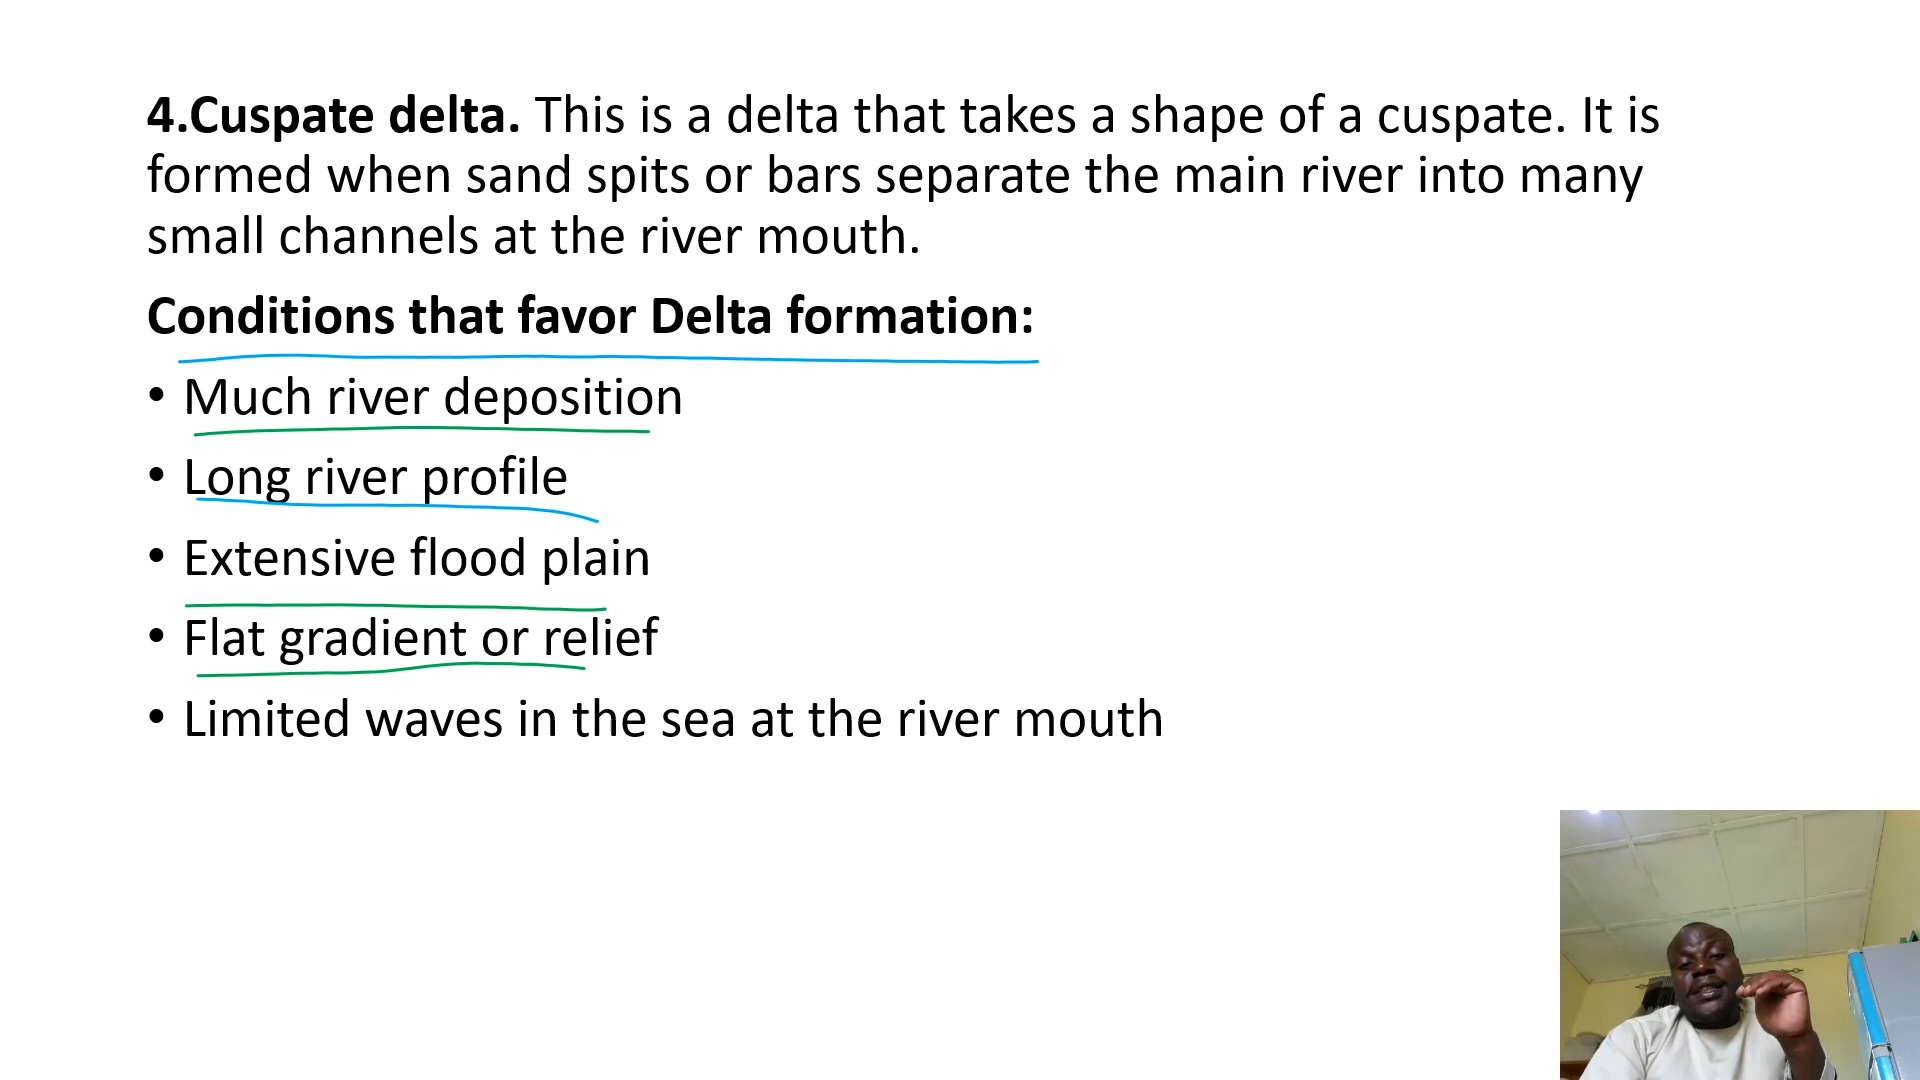 4.Cuspate delta. This is a delta that takes a shape of a cuspate. It is
formed when sand spits or bars separate the main river into many
small channels at the river mouth.
Conditions that favor Delta formation:
• Much river deposition
• Long river profile
• Extensive flood plain
• Flat gradient or relief
• Limited waves in the sea at the river mouth